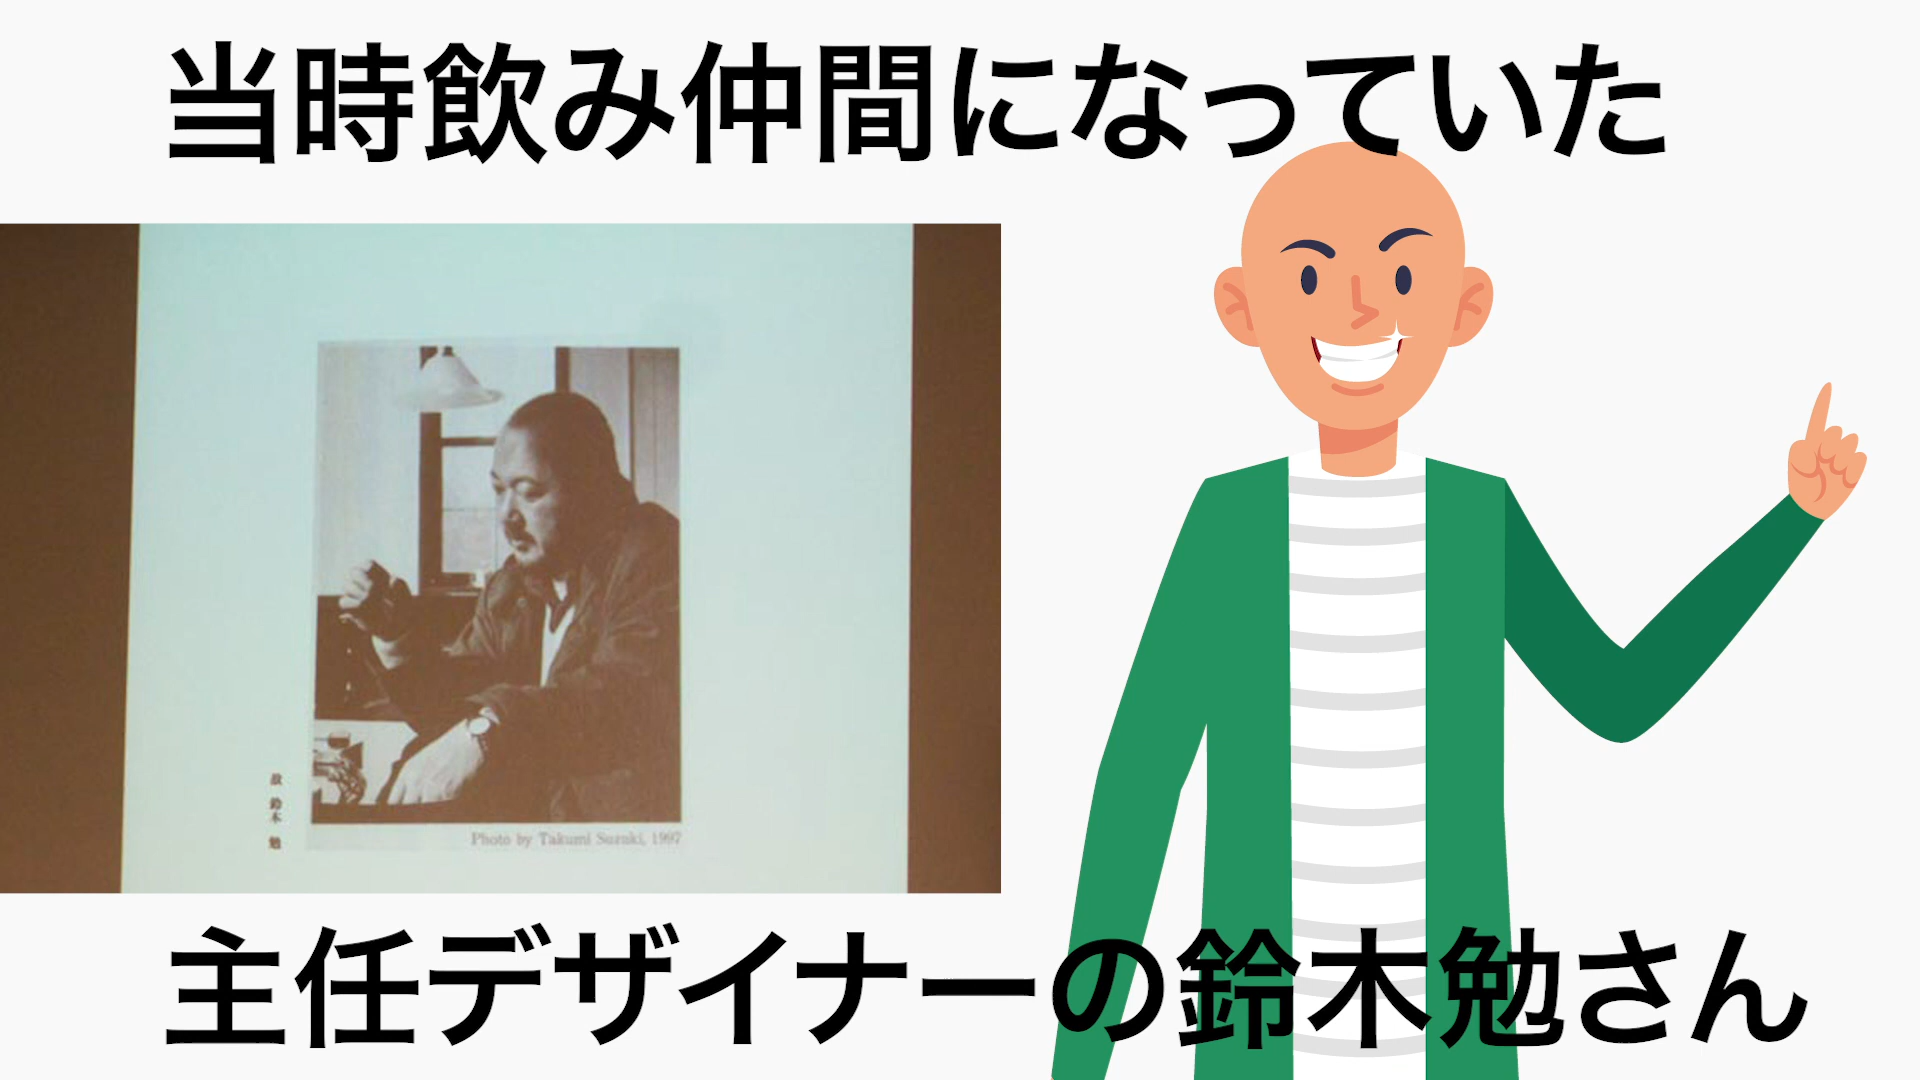 当時飲み仲間になっていた
故 鈴木 勉
Photo by Takumi Suzuki, 1997
主任デザイナーの鈴木勉さん